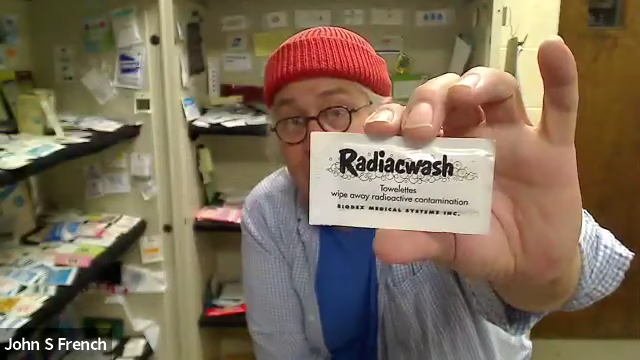 Radiacwash
Towelettes
wipe away radioactive contamination
BIODEX MEDICAL SYSTEMS INC.
John S French